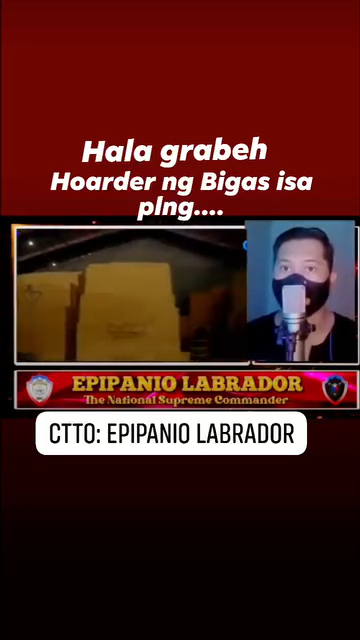 Hala grabeh
Hoarder ng Bigas isa
plng....
EPIPANIO LABRADOR
The National Supreme Commander
CTTO: EPIPANIO LABRADOR